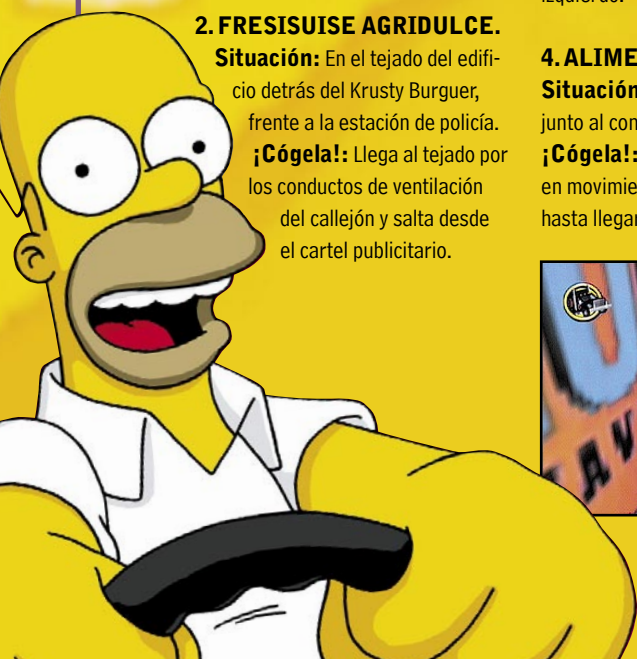 2. FRESISUISE AGRIDULCE.
Situación: En el tejado del edifi-
cio detrás del Krusty Burguer,
frente a la estación de policía.
¡Cógela!: Llega al tejado por
los conductos de ventilación
del callejón y salta desde
el cartel publicitario.
4. ALIME
Situación
junto al con
¡Cógela!:
en movimie
hasta llegar